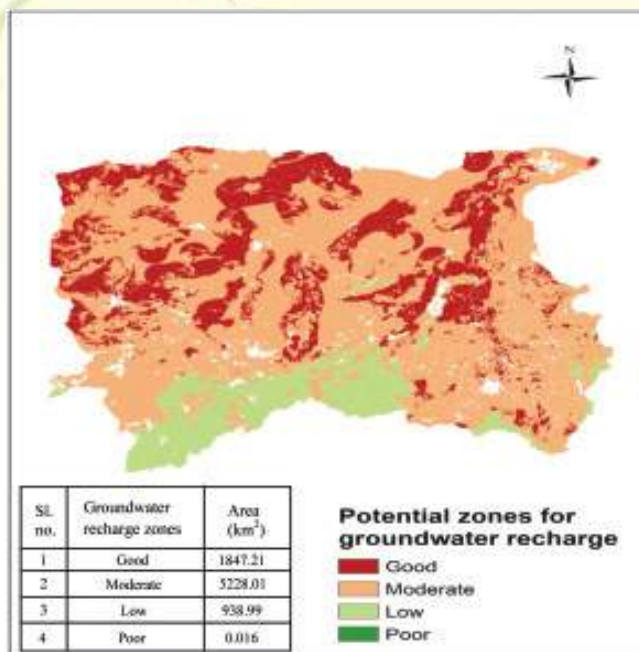 N
Sl. no. Groundwater recharge zones Area (km²)
1 Good 1847.21
2 Moderate 5228.01
3 Low 938.99
4 Poor 0.016
Potential zones for
groundwater recharge
Good
Moderate
Low
Poor